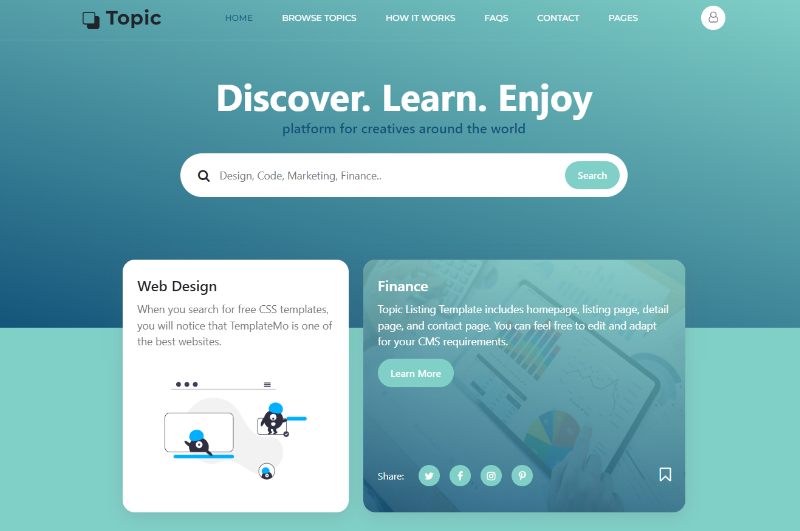 Topic
HOME BROWSE TOPICS HOW IT WORKS FAQS CONTACT PAGES
Discover. Learn. Enjoy
platform for creatives around the world
Design, Code, Marketing, Finance..
Search
Web Design
When you search for free CSS templates,
you will notice that TemplateMo is one of
the best websites.
Finance
Topic Listing Template includes homepage, listing page, detail
page, and contact page. You can feel free to edit and adapt
for your CMS requirements.
Learn More
Share: